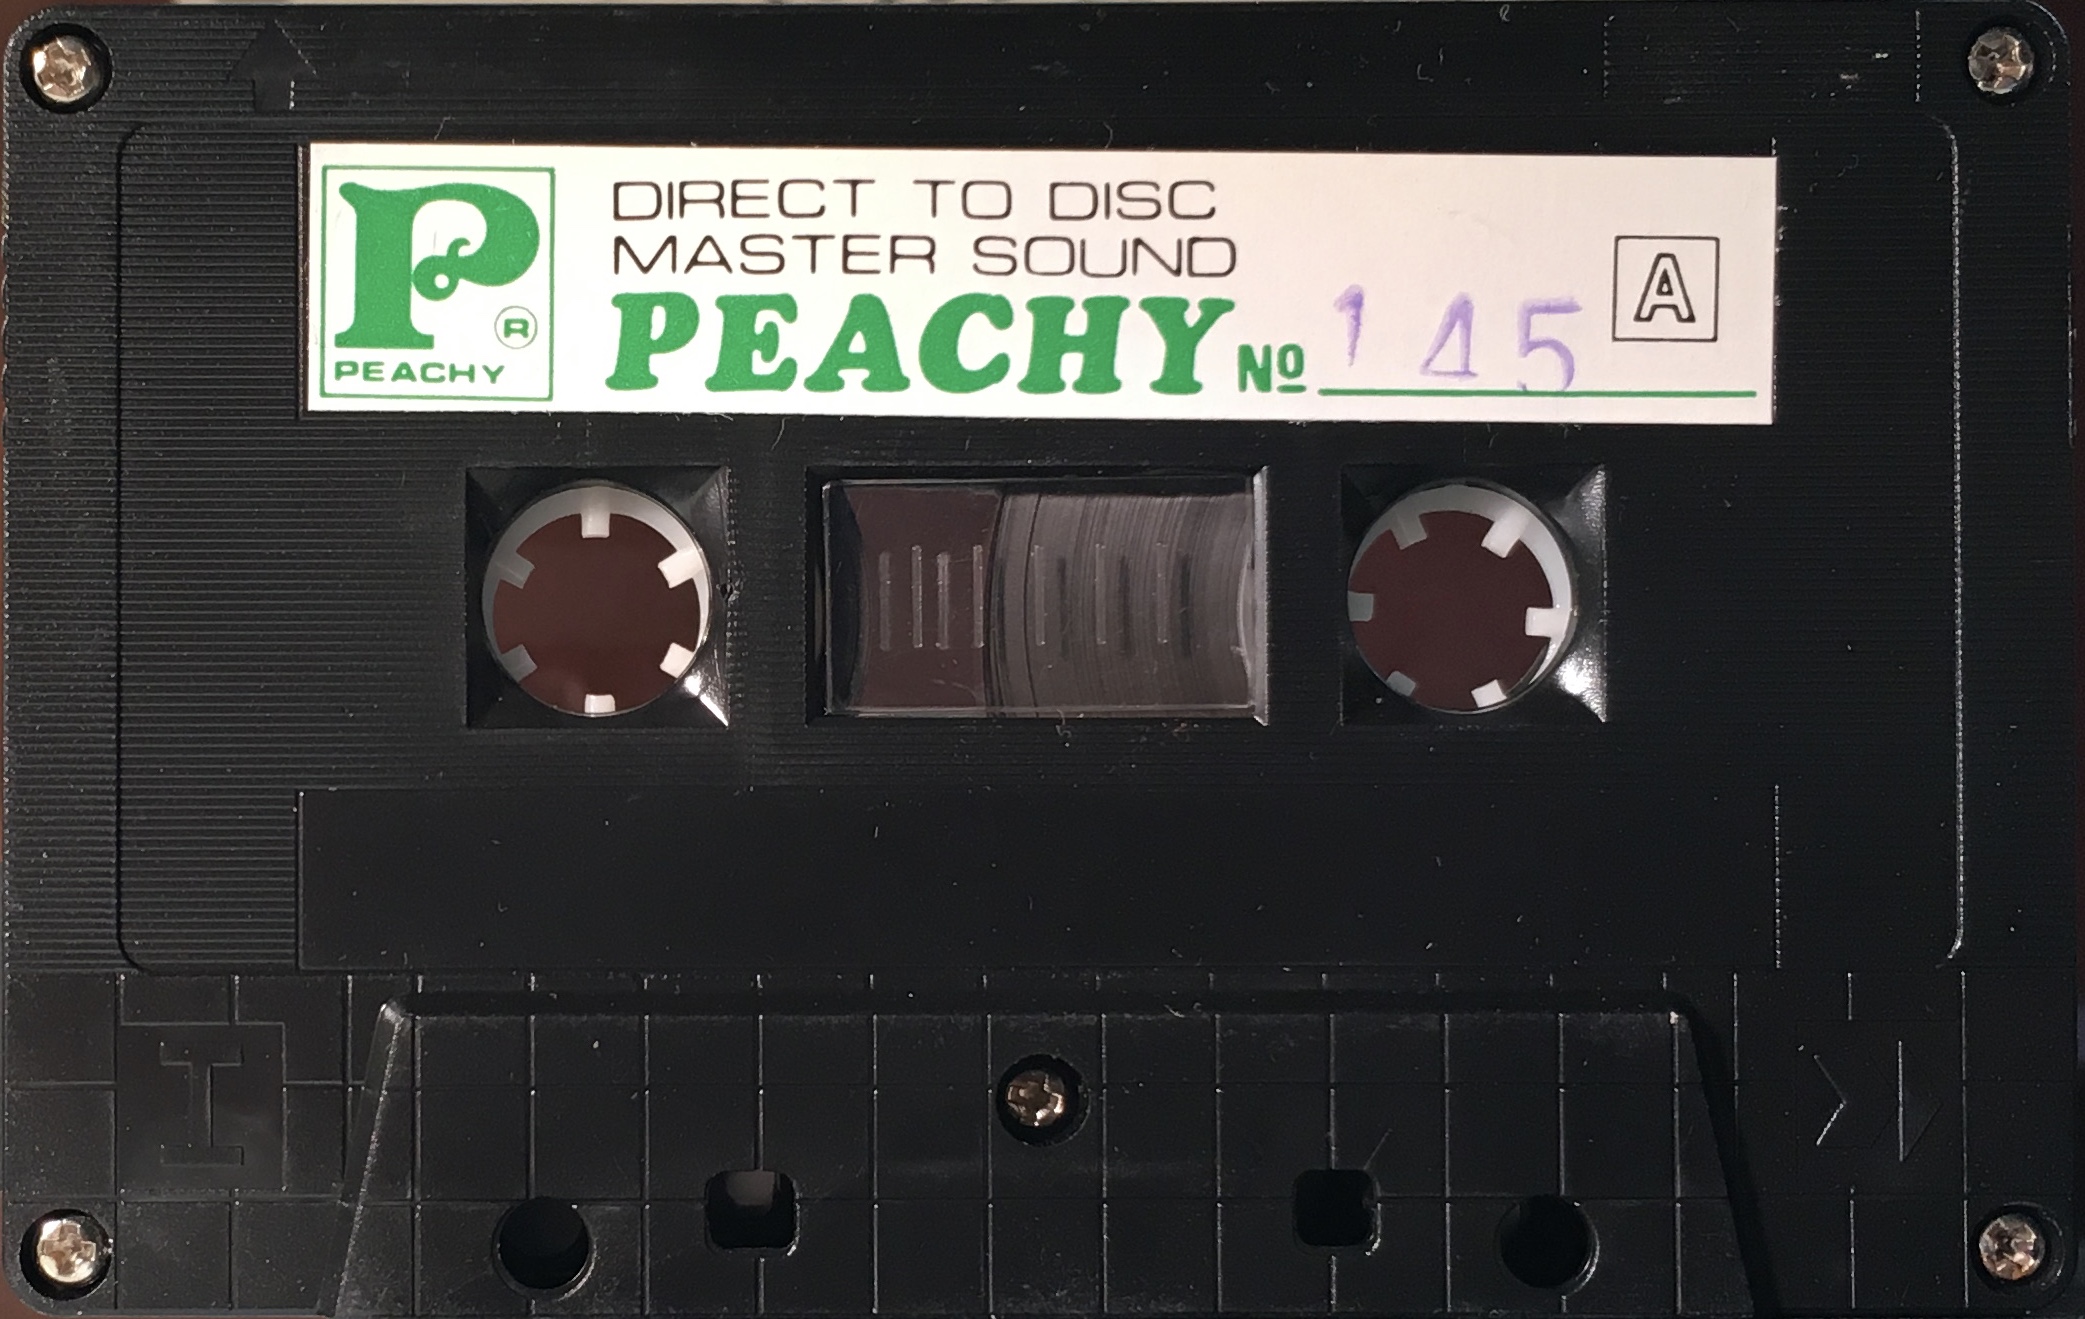 P
®
PEACHY
DIRECT TO DISC
MASTER SOUND
PEACHY Nº 145
A